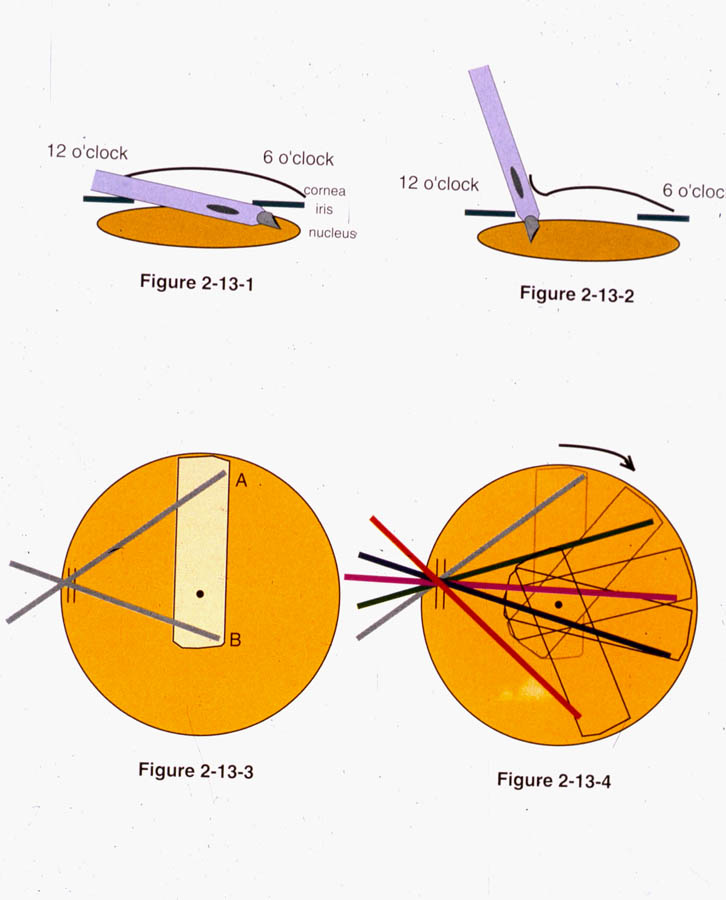 12 o'clock
6 o'clock
cornea
iris
nucleus
Figure 2-13-1
12 o'clock
6 o'cloc
Figure 2-13-2
A
B
Figure 2-13-3
Figure 2-13-4